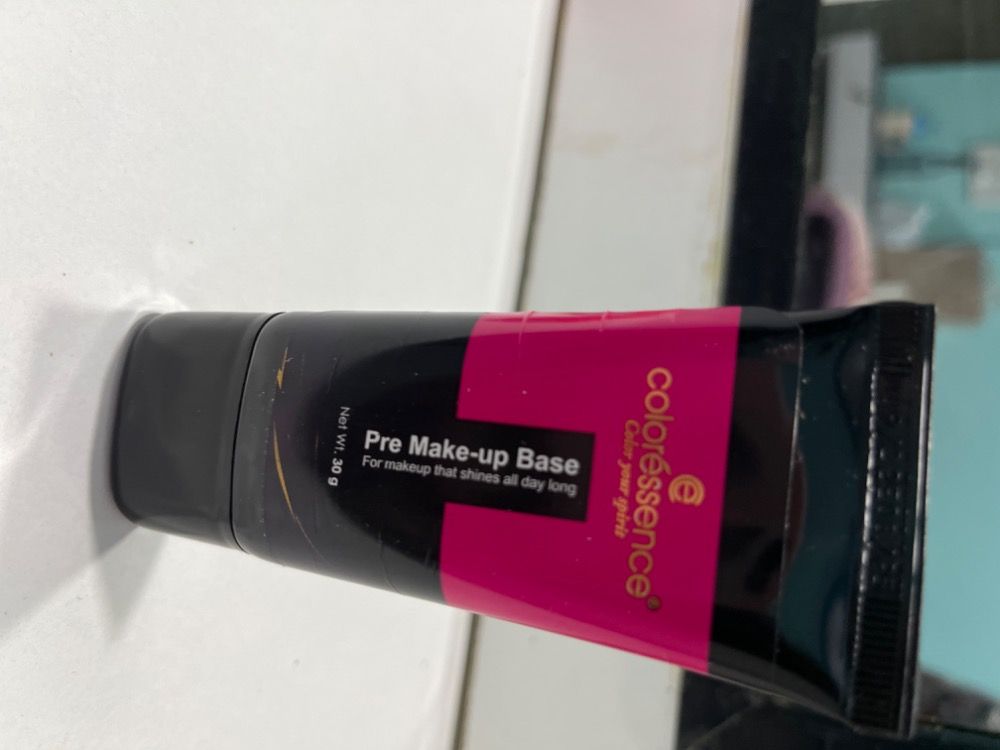 coloressence®
Color your spirit
Pre Make-up Base
For makeup that shines all day long
Net Wt. 30 g